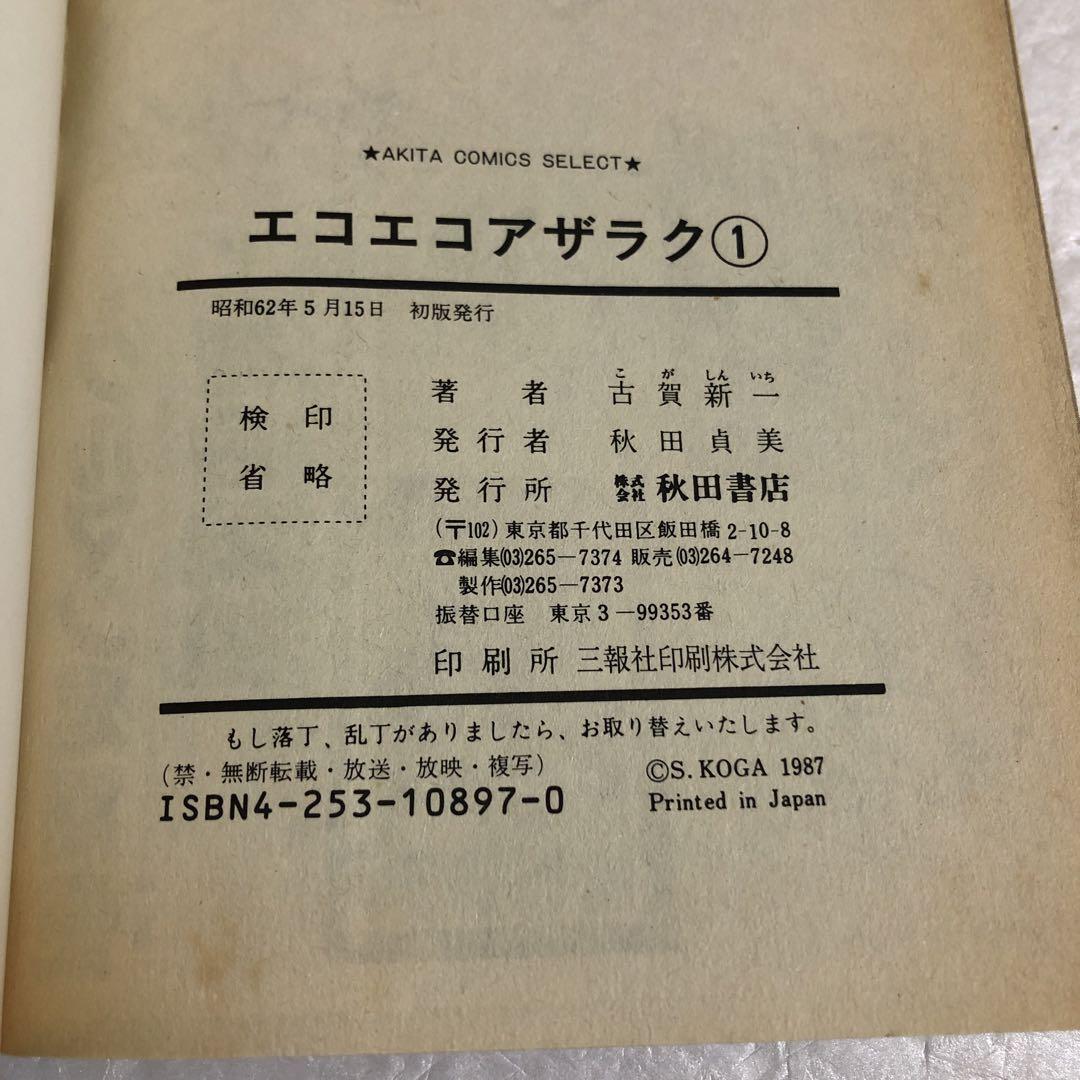 ★AKITA COMICS SELECT★
エコエコアザラク①
昭和62年5月15日 初版発行
検印
省略
著者 古賀新一
こがしんいち
発行者 秋田貞美
発行所 株式会社 秋田書店
(〒102)東京都千代田区飯田橋2-10-8
☎編集(03)265―7374 販売(03)264―7248
製作(03)265―7373
振替口座 東京3―99353番
印刷所 三報社印刷株式会社
もし落丁、乱丁がありましたら、お取り替えいたします。
(禁・無断転載・放送・放映・複写)
©S. KOGA 1987
ISBN4-253-10897-0
Printed in Japan